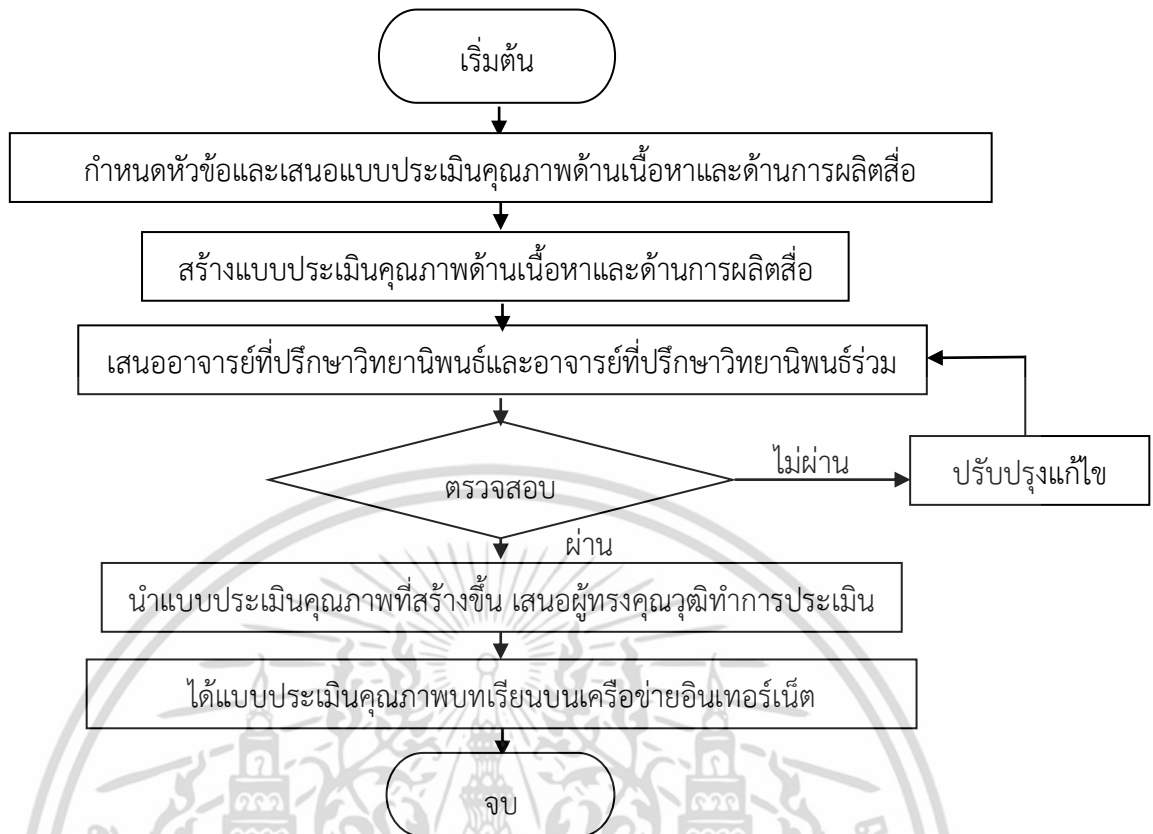 เริ่มต้น
กำหนดหัวข้อและเสนอแบบประเมินคุณภาพด้านเนื้อหาและด้านการผลิตสื่อ
สร้างแบบประเมินคุณภาพด้านเนื้อหาและด้านการผลิตสื่อ
เสนออาจารย์ที่ปรึกษาวิทยานิพนธ์และอาจารย์ที่ปรึกษาวิทยานิพนธ์ร่วม
ตรวจสอบ
ไม่ผ่าน
ปรับปรุงแก้ไข
ผ่าน
นำแบบประเมินคุณภาพที่สร้างขึ้น เสนอผู้ทรงคุณวุฒิทำการประเมิน
ได้แบบประเมินคุณภาพบทเรียนบนเครือข่ายอินเทอร์เน็ต
จบ